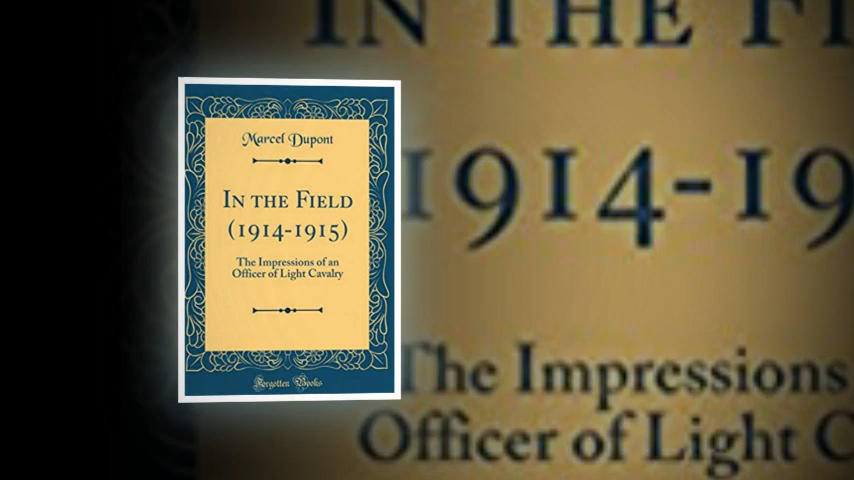 Marcel Dupont
In the Field
(1914-1915)
The Impressions of an
Officer of Light Cavalry
Forgotten Books
In the Fi
1914-19
The Impressions
Officer of Light C